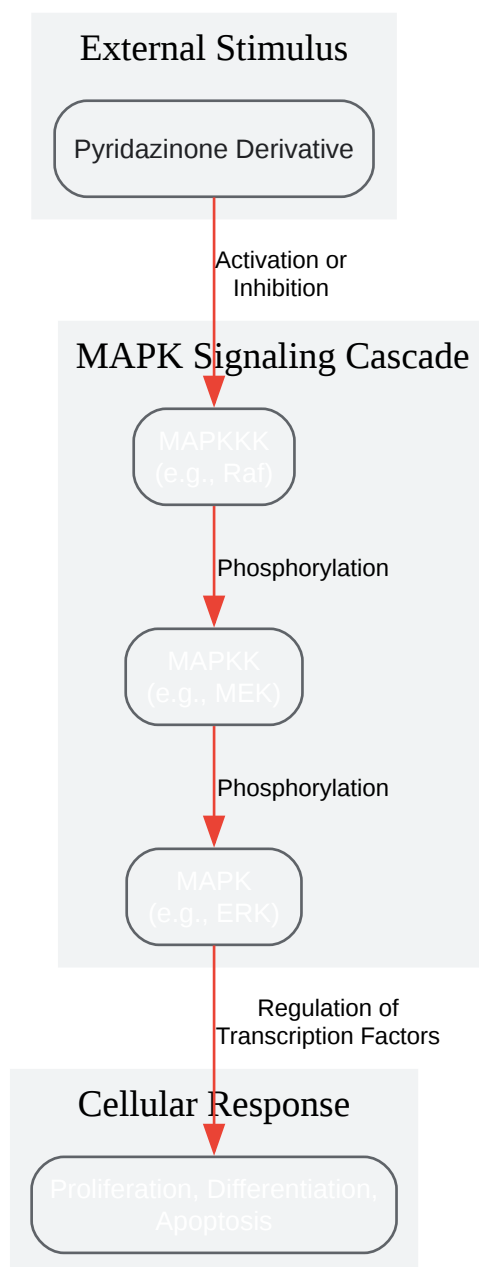 External Stimulus
Pyridazinone Derivative
Activation or
Inhibition
MAPK Signaling Cascade
MAPKKK
(e.g., Raf)
Phosphorylation
MAPKK
(e.g., MEK)
Phosphorylation
MAPK
(e.g., ERK)
Regulation of
Transcription Factors
Cellular Response
Proliferation, Differentiation,
Apoptosis